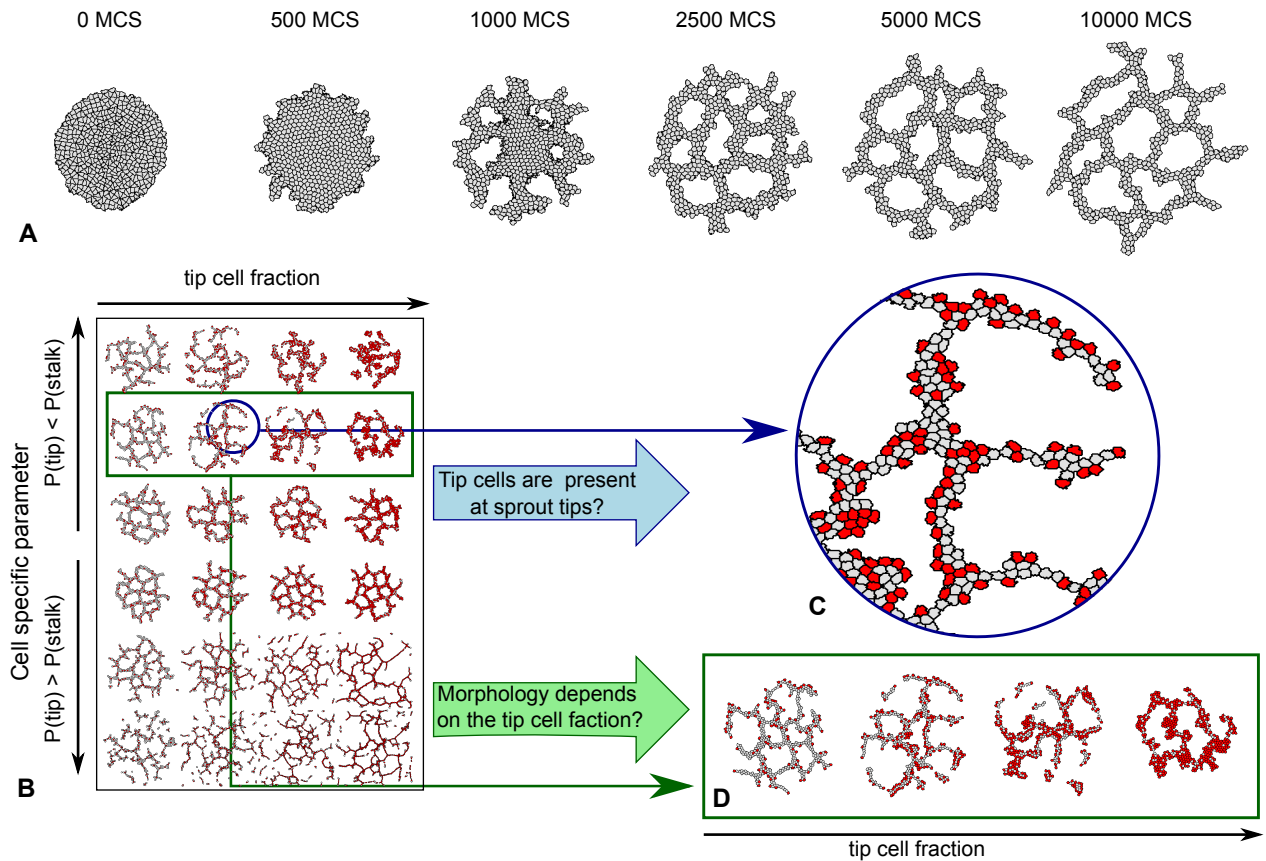 0 MCS
500 MCS
1000 MCS
2500 MCS
5000 MCS
10000 MCS
A
tip cell fraction
Cell specific parameter
P(tip) < P(stalk)
P(tip) > P(stalk)
B
Tip cells are present
at sprout tips?
C
Morphology depends
on the tip cell faction?
D
tip cell fraction